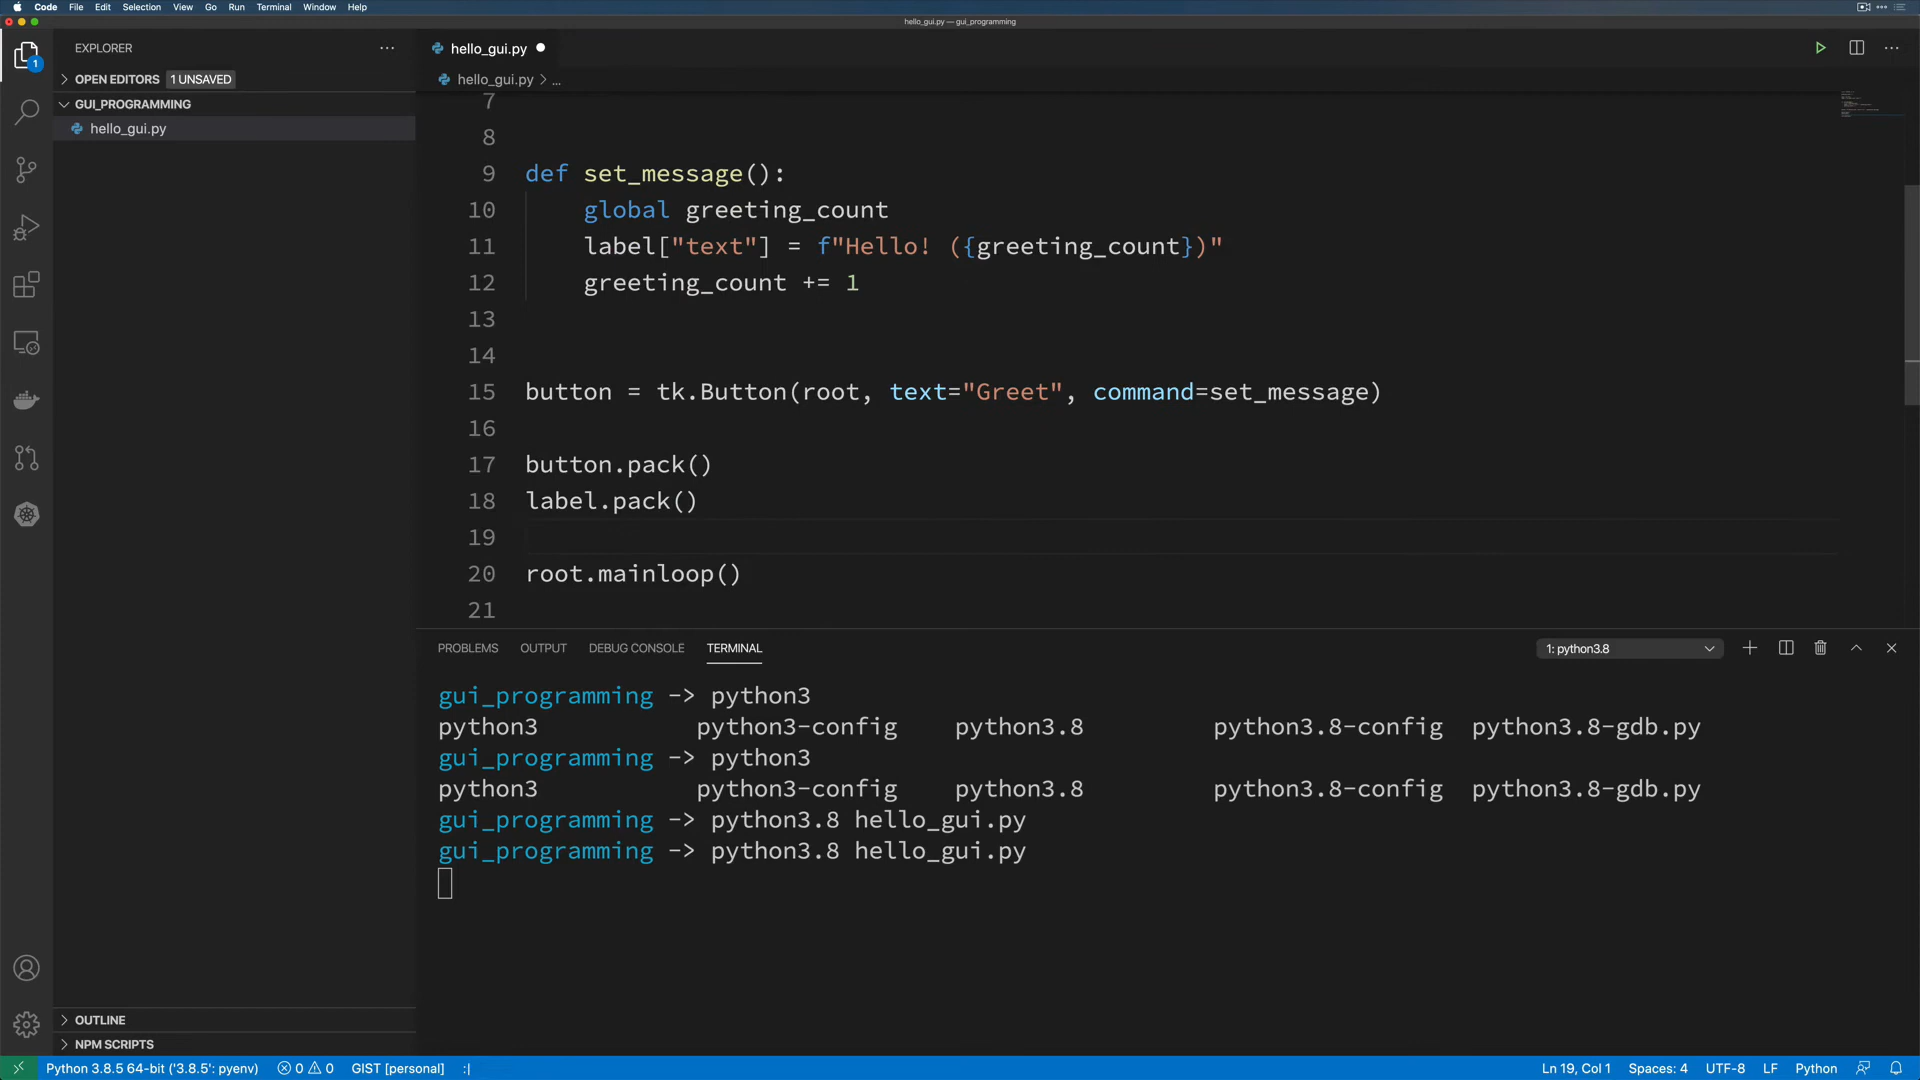 Code File Edit Selection View Go Run Terminal Window Help
hello_gui.py — gui_programming
EXPLORER
hello_gui.py
OPEN EDITORS 1 UNSAVED
hello_gui.py > ...
GUI_PROGRAMMING
hello_gui.py
1
7
8
9 def set_message():
10 global greeting_count
11 label["text"] = f"Hello! ({greeting_count})"
12 greeting_count += 1
13
14
15 button = tk.Button(root, text="Greet", command=set_message)
16
17 button.pack()
18 label.pack()
19
20 root.mainloop()
21
PROBLEMS OUTPUT DEBUG CONSOLE TERMINAL 1: python3.8
gui_programming -> python3
python3 python3-config python3.8 python3.8-config python3.8-gdb.py
gui_programming -> python3
python3 python3-config python3.8 python3.8-config python3.8-gdb.py
gui_programming -> python3.8 hello_gui.py
gui_programming -> python3.8 hello_gui.py
OUTLINE
NPM SCRIPTS
Python 3.8.5 64-bit ('3.8.5': pyenv) 0 0 GIST [personal] :| Ln 19, Col 1 Spaces: 4 UTF-8 LF Python